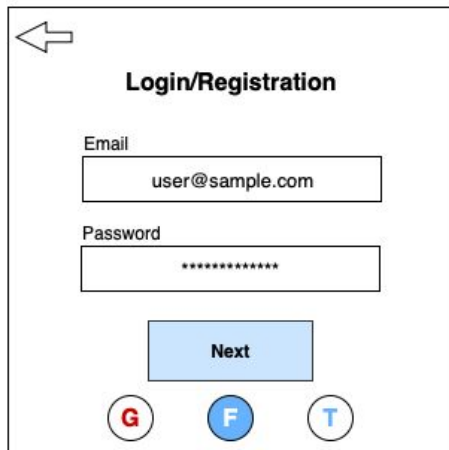 Login/Registration
Email
user@sample.com
Password
*************
Next
G F T